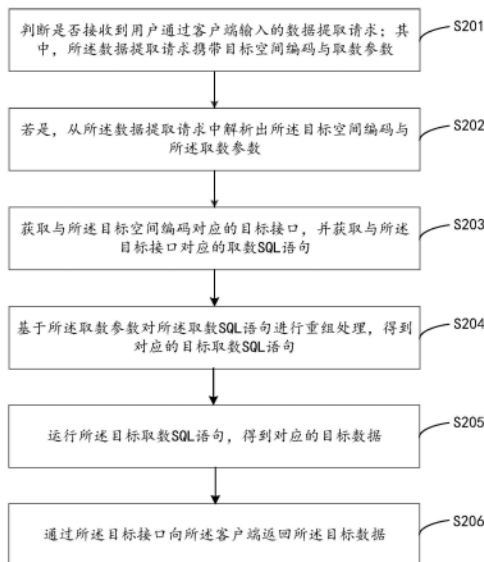 判断是否接收到用户通过客户端输入的数据提取请求；其
中，所述数据提取请求携带目标空间编码与取数参数
S201
若是，从所述数据提取请求中解析出所述目标空间编码与
所述取数参数
S202
获取与所述目标空间编码对应的目标接口，并获取与所述
目标接口对应的取数SQL语句
S203
基于所述取数参数对所述取数SQL语句进行重组处理，得到
对应的目标取数SQL语句
S204
运行所述目标取数SQL语句，得到对应的目标数据
S205
通过所述目标接口向所述客户端返回所述目标数据
S206